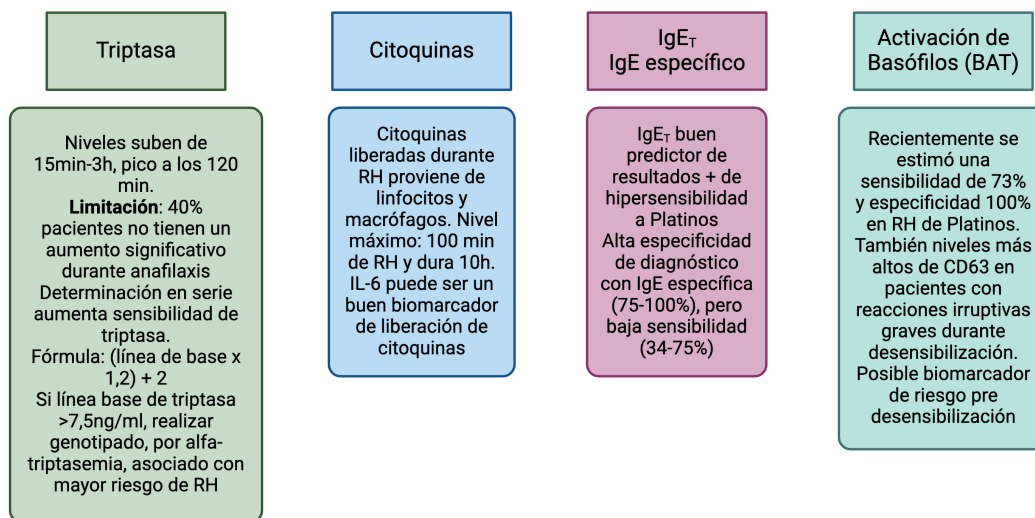 Triptasa
Niveles suben de
15min-3h, pico a los 120
min.
Limitación: 40%
pacientes no tienen un
aumento significativo
durante anafilaxis
Determinación en serie
aumenta sensibilidad de
triptasa.
Fórmula: (línea de base x
1,2) + 2
Si línea base de triptasa
>7,5ng/ml, realizar
genotipado, por alfa-
triptasemia, asociado con
mayor riesgo de RH
Citoquinas
Citoquinas
liberadas durante
RH proviene de
linfocitos y
macrófagos. Nivel
máximo: 100 min
de RH y dura 10h.
IL-6 puede ser un
buen biomarcador
de liberación de
citoquinas
IgET
IgE específico
IgET buen
predictor de
resultados + de
hipersensibilidad
a Platinos
Alta especificidad
de diagnóstico
con IgE específica
(75-100%), pero
baja sensibilidad
(34-75%)
Activación de
Basófilos (BAT)
Recientemente se
estimó una
sensibilidad de 73%
y especificidad 100%
en RH de Platinos.
También niveles más
altos de CD63 en
pacientes con
reacciones irruptivas
graves durante
desensibilización.
Posible biomarcador
de riesgo pre
desensibilización